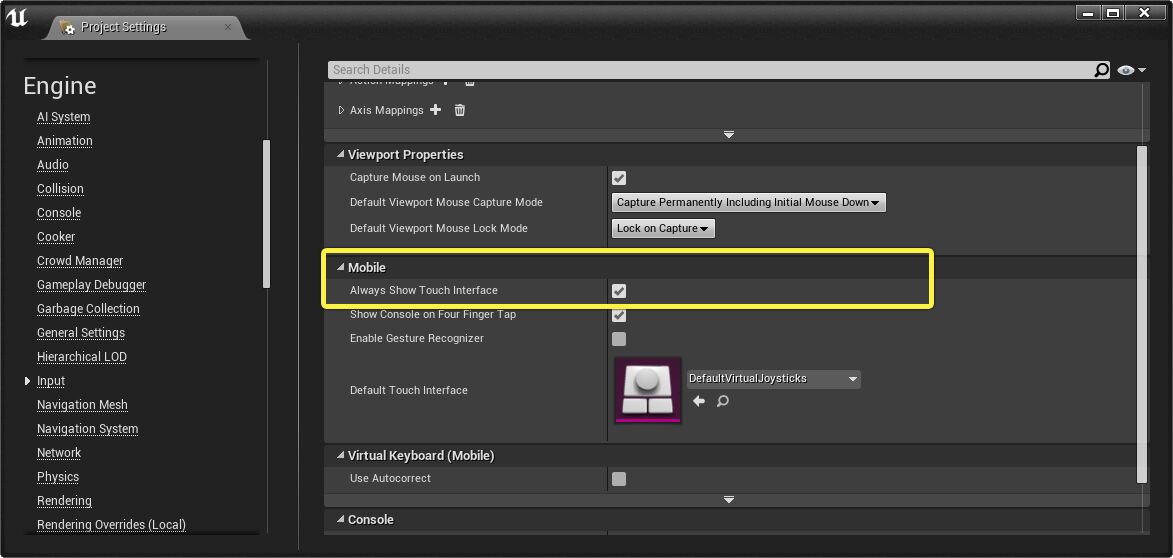 Project Settings
Engine
AI System
Animation
Audio
Collision
Console
Cooker
Crowd Manager
Gameplay Debugger
Garbage Collection
General Settings
Hierarchical LOD
Input
Navigation Mesh
Navigation System
Network
Physics
Rendering
Rendering Overrides (Local)
Search Details
Action Mappings
Axis Mappings
Viewport Properties
Capture Mouse on Launch
Default Viewport Mouse Capture Mode Capture Permanently Including Initial Mouse Down
Default Viewport Mouse Lock Mode Lock on Capture
Mobile
Always Show Touch Interface
Show Console on Four Finger Tap
Enable Gesture Recognizer
Default Touch Interface DefaultVirtualJoysticks
Virtual Keyboard (Mobile)
Use Autocorrect
Console